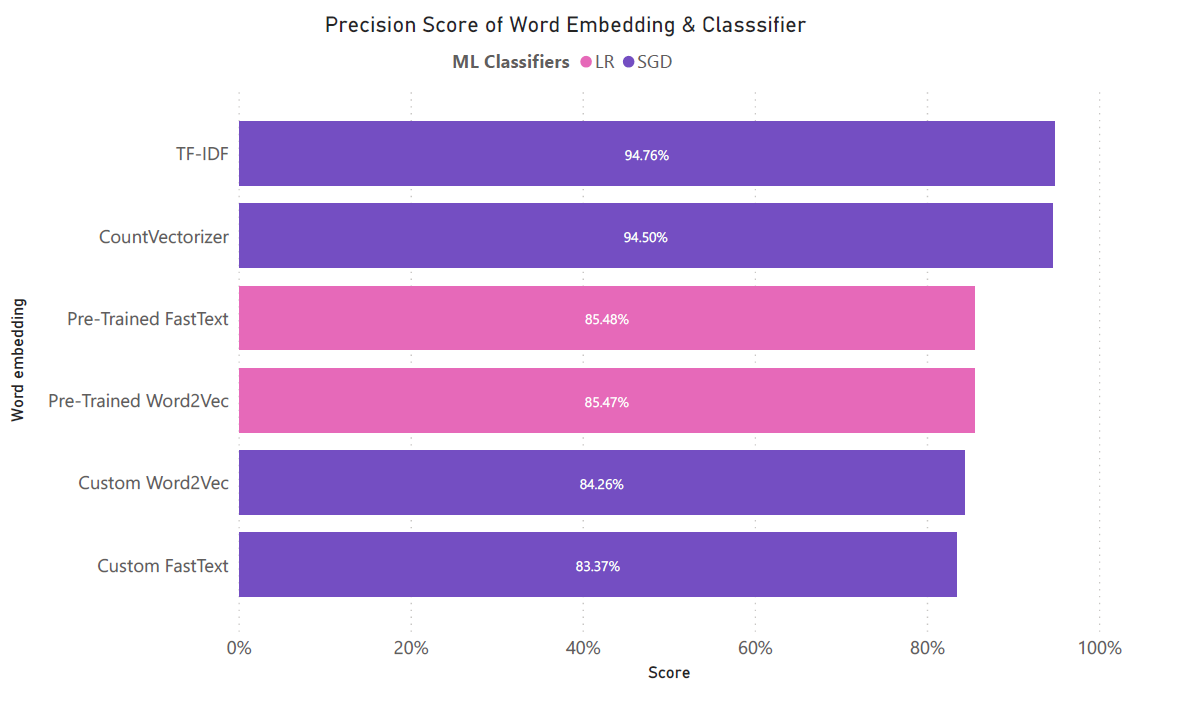 Precision Score of Word Embedding & Classsifier
ML Classifiers LR SGD
TF-IDF 94.76%
CountVectorizer 94.50%
Pre-Trained FastText 85.48%
Pre-Trained Word2Vec 85.47%
Custom Word2Vec 84.26%
Custom FastText 83.37%
Word embedding
0% 20% 40% 60% 80% 100%
Score